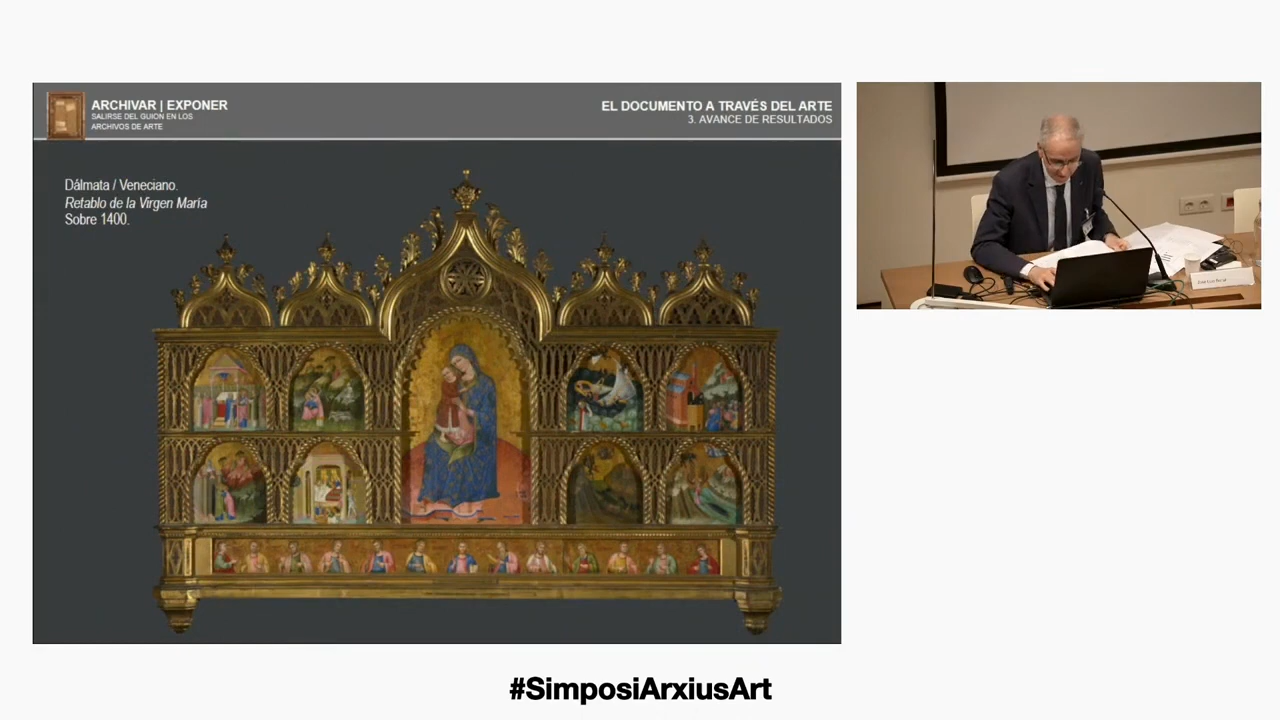 ARCHIVAR | EXPONER
SALIRSE DEL GUION EN LOS
ARCHIVOS DE ARTE
EL DOCUMENTO A TRAVÉS DEL ARTE
3. AVANCE DE RESULTADOS
Dálmata / Veneciano.
Retablo de la Virgen María
Sobre 1400.
#SimposiArxiusArt